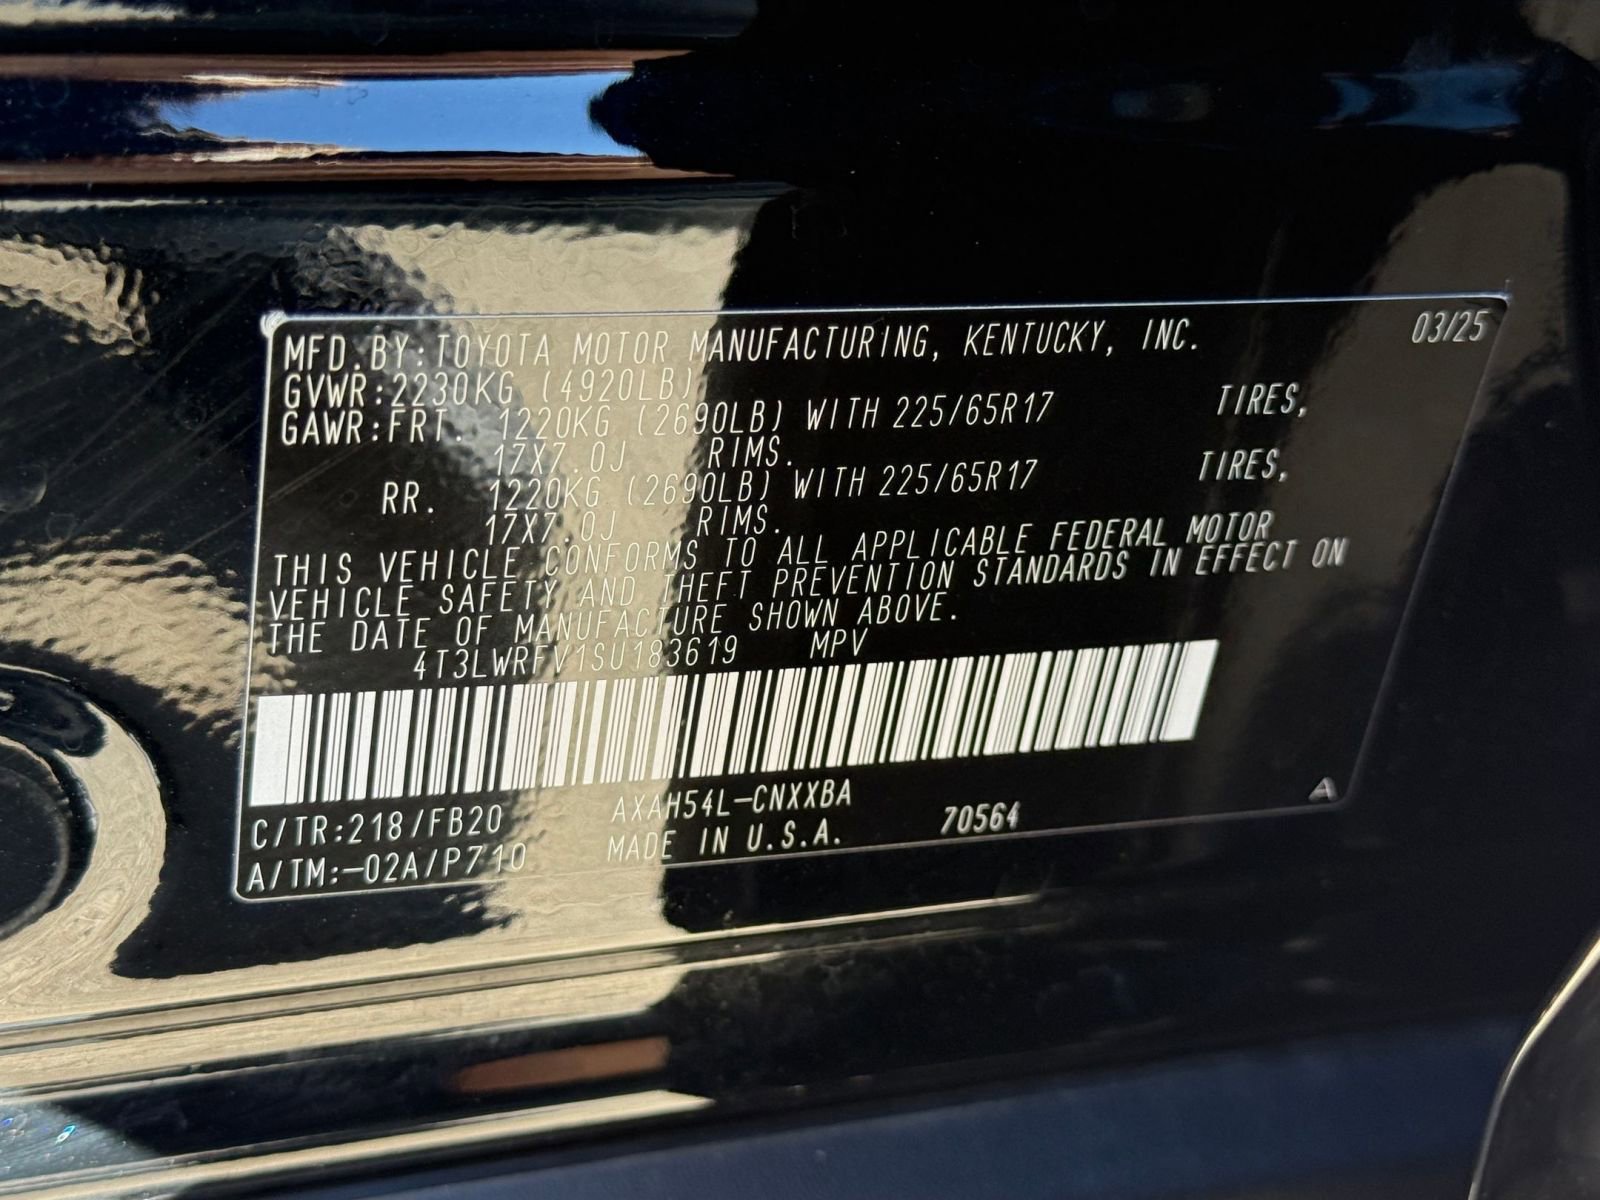 MFD.BY:TOYOTA MOTOR MANUFACTURING, KENTUCKY, INC. 03/25
GVWR:2230KG (4920LB)
GAWR:FRT. 1220KG (2690LB) WITH 225/65R17 TIRES,
17X7.0J RIMS.
RR. 1220KG (2690LB) WITH 225/65R17 TIRES,
17X7.0J RIMS.
THIS VEHICLE CONFORMS TO ALL APPLICABLE FEDERAL MOTOR
VEHICLE SAFETY AND THEFT PREVENTION STANDARDS IN EFFECT ON
THE DATE OF MANUFACTURE SHOWN ABOVE.
4T3LWRFV1SU183619 MPV
C/TR:218/FB20 AXAH54L-CNXXBA 70564 A
A/TM:-02A/P710 MADE IN U.S.A.